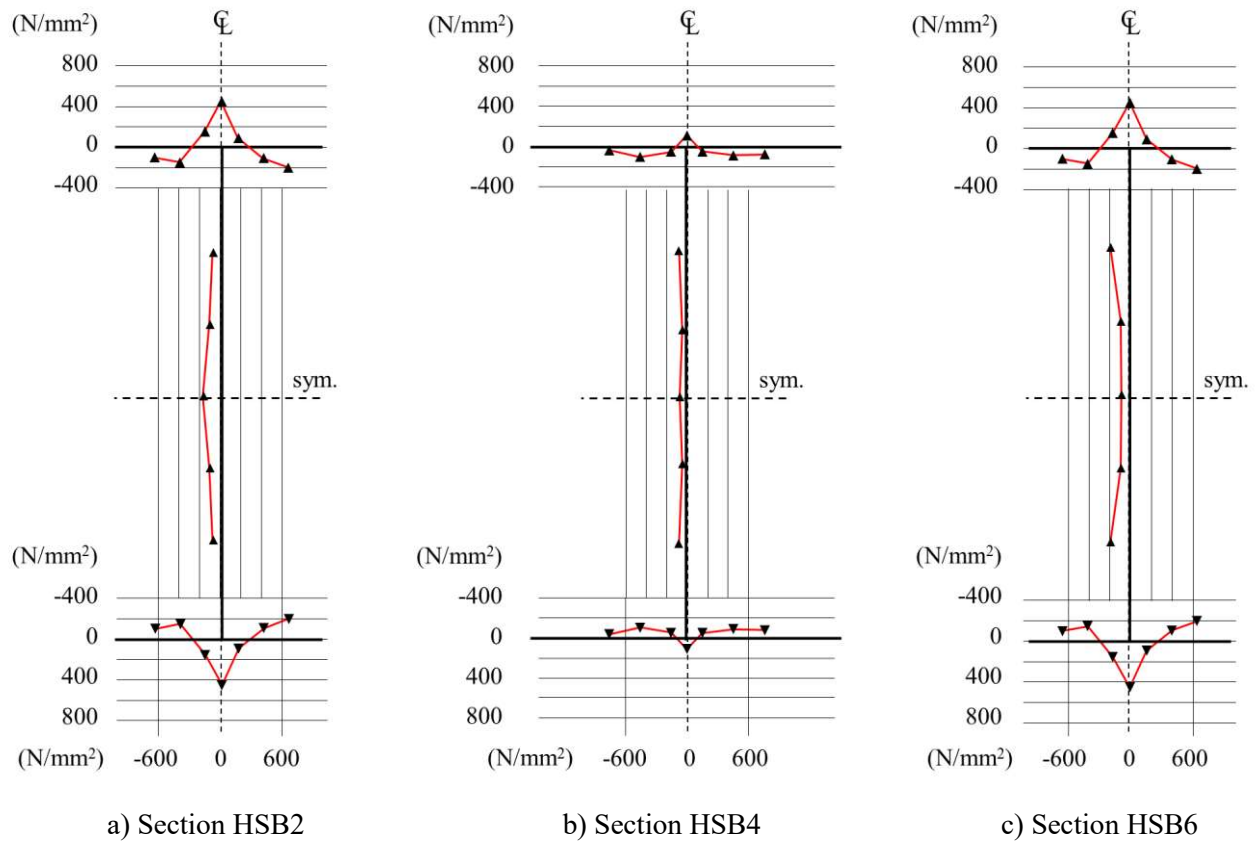 (N/mm²) ℄ (N/mm²) ℄ (N/mm²) ℄
800 800 800
400 400 400
0 0 0
-400 -400 -400
sym. sym. sym.
(N/mm²) (N/mm²) (N/mm²)
-400 -400 -400
0 0 0
400 400 400
800 800 800
(N/mm²) -600 0 600 (N/mm²) -600 0 600 (N/mm²) -600 0 600
a) Section HSB2 b) Section HSB4 c) Section HSB6